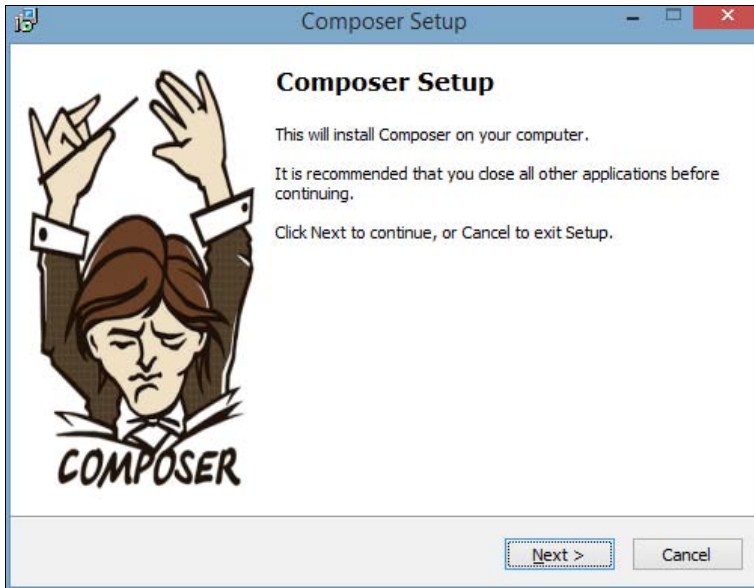 Composer Setup
Composer Setup
This will install Composer on your computer.
It is recommended that you close all other applications before
continuing.
Click Next to continue, or Cancel to exit Setup.
COMPOSER
Next >
Cancel